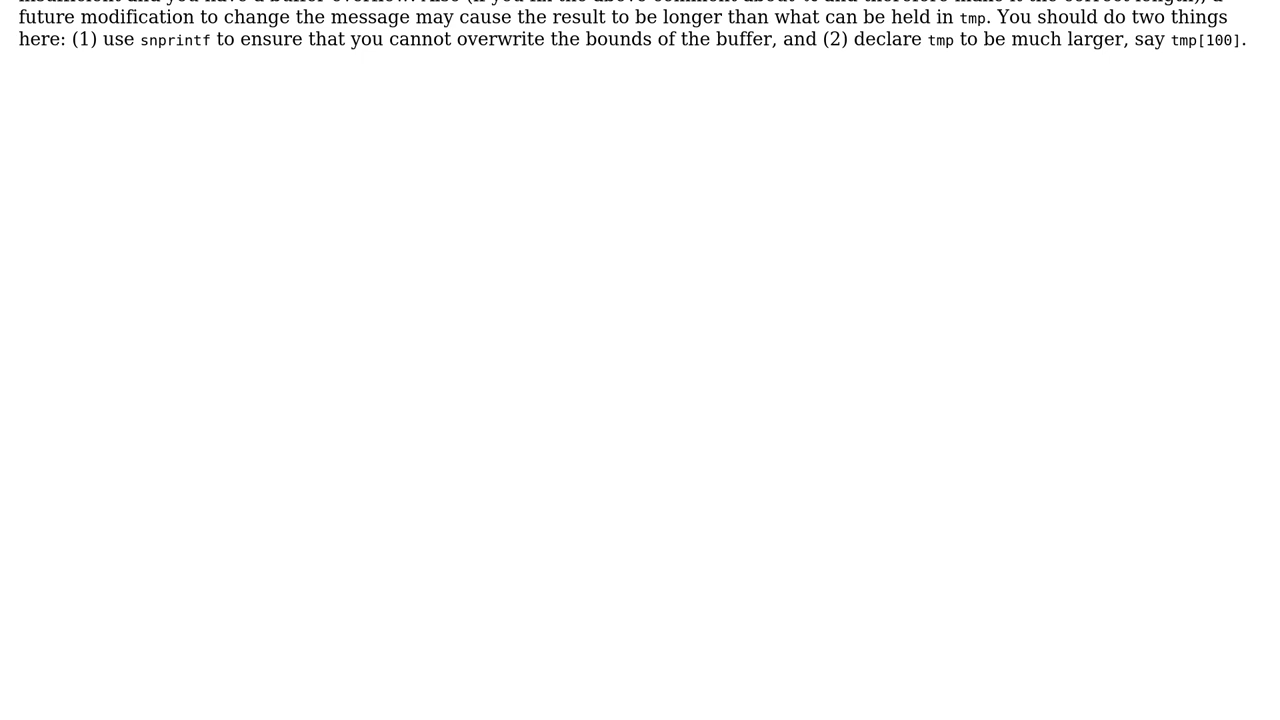 future modification to change the message may cause the result to be longer than what can be held in tmp. You should do two things
here: (1) use snprintf to ensure that you cannot overwrite the bounds of the buffer, and (2) declare tmp to be much larger, say tmp[100].